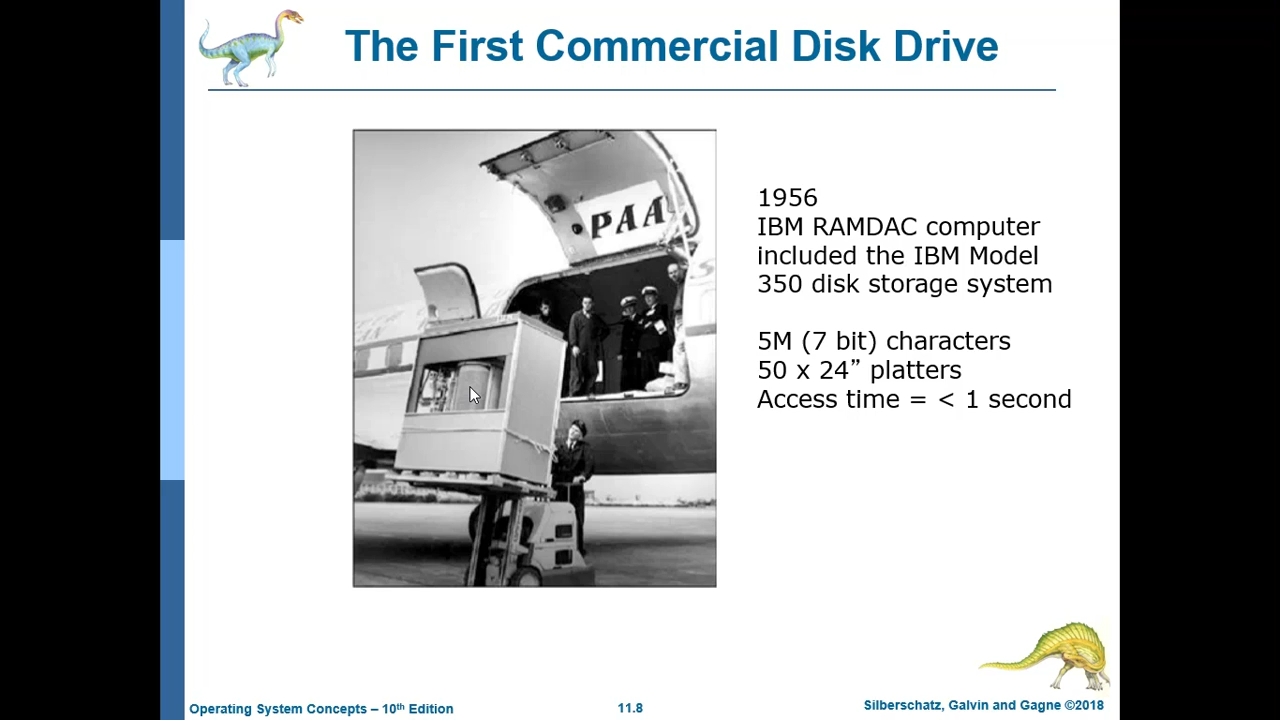 The First Commercial Disk Drive
PAA
1956
IBM RAMDAC computer
included the IBM Model
350 disk storage system
5M (7 bit) characters
50 x 24” platters
Access time = < 1 second
Operating System Concepts – 10th Edition
11.8
Silberschatz, Galvin and Gagne ©2018